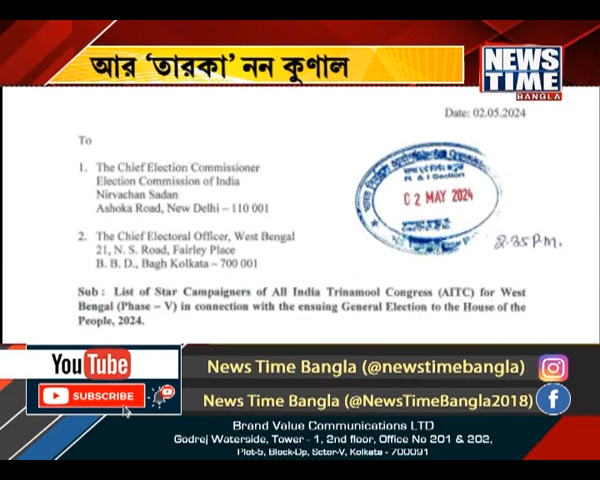 আর ‘তারকা’ নন কুণাল
NEWS
TIME
BANGLA
Date: 02.05.2024
To
1. The Chief Election Commissioner
Election Commission of India
Nirvachan Sadan
Ashoka Road, New Delhi – 110 001
2. The Chief Electoral Officer, West Bengal
21, N. S. Road, Fairley Place
B. B. D., Bagh Kolkata – 700 001
R & I Section
02 MAY 2024
2.35 P.M.
Sub : List of Star Campaigners of All India Trinamool Congress (AITC) for West
Bengal (Phase – V) in connection with the ensuing General Election to the House of the
People, 2024.
YouTube
SUBSCRIBE
News Time Bangla (@newstimebangla)
News Time Bangla (@NewsTimeBangla2018)
Brand Value Communications LTD
Godrej Waterside, Tower - 1, 2nd floor, Office No 201 & 202,
Plot-5, Block-Dp, Sctor-V, Kolkata - 700091